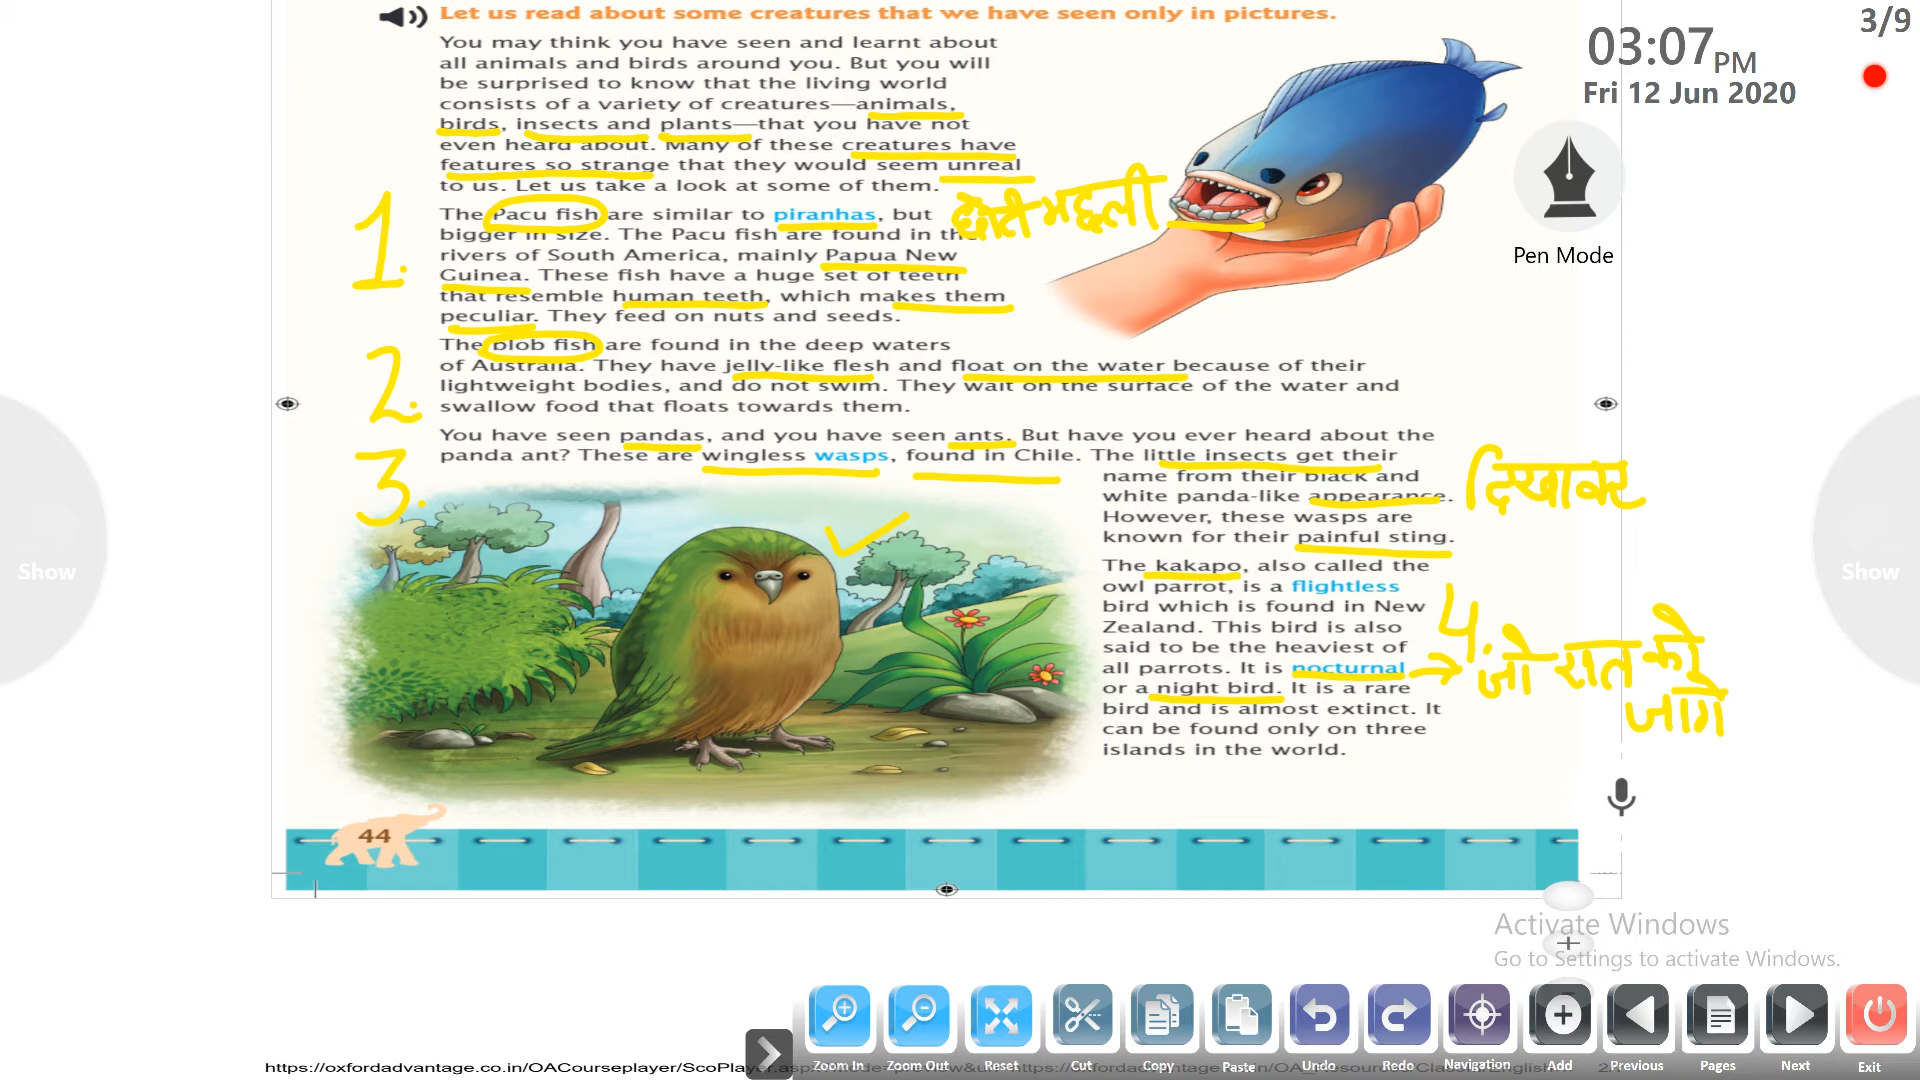 Let us read about some creatures that we have seen only in pictures.
You may think you have seen and learnt about
all animals and birds around you. But you will
be surprised to know that the living world
consists of a variety of creatures—animals,
birds, insects and plants—that you have not
even heard about. Many of these creatures have
features so strange that they would seem unreal
to us. Let us take a look at some of them.
1.
The Pacu fish are similar to piranhas, but
छोटी मछली
bigger in size. The Pacu fish are found in the
rivers of South America, mainly Papua New
Guinea. These fish have a huge set of teeth
that resemble human teeth, which makes them
peculiar. They feed on nuts and seeds.
2.
The blob fish are found in the deep waters
of Australia. They have jelly-like flesh and float on the water because of their
lightweight bodies, and do not swim. They wait on the surface of the water and
swallow food that floats towards them.
3.
You have seen pandas, and you have seen ants. But have you ever heard about the
panda ant? These are wingless wasps, found in Chile. The little insects get their
name from their black and
white panda-like appearance.
However, these wasps are
known for their painful sting.
4.
The kakapo, also called the
owl parrot, is a flightless
bird which is found in New
Zealand. This bird is also
said to be the heaviest of
all parrots. It is nocturnal
जो रात को
जागे
or a night bird. It is a rare
bird and is almost extinct. It
can be found only on three
islands in the world.
44
03:07 PM
Fri 12 Jun 2020
3/9
Pen Mode
Show
Show
Activate Windows
Go to Settings to activate Windows.
Zoom In
Zoom Out
Reset
Cut
Copy
Paste
Undo
Redo
Navigation
Add
Previous
Pages
Next
Exit